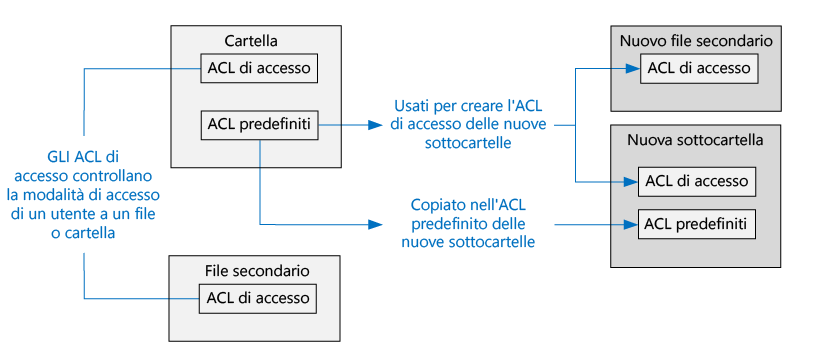 Cartella
ACL di accesso
ACL predefiniti
GLI ACL di
accesso controllano
la modalità di accesso
di un utente a un file
o cartella
File secondario
ACL di accesso
Usati per creare l'ACL
di accesso delle nuove
sottocartelle
Copiato nell'ACL
predefinito delle
nuove sottocartelle
Nuovo file secondario
ACL di accesso
Nuova sottocartella
ACL di accesso
ACL predefiniti